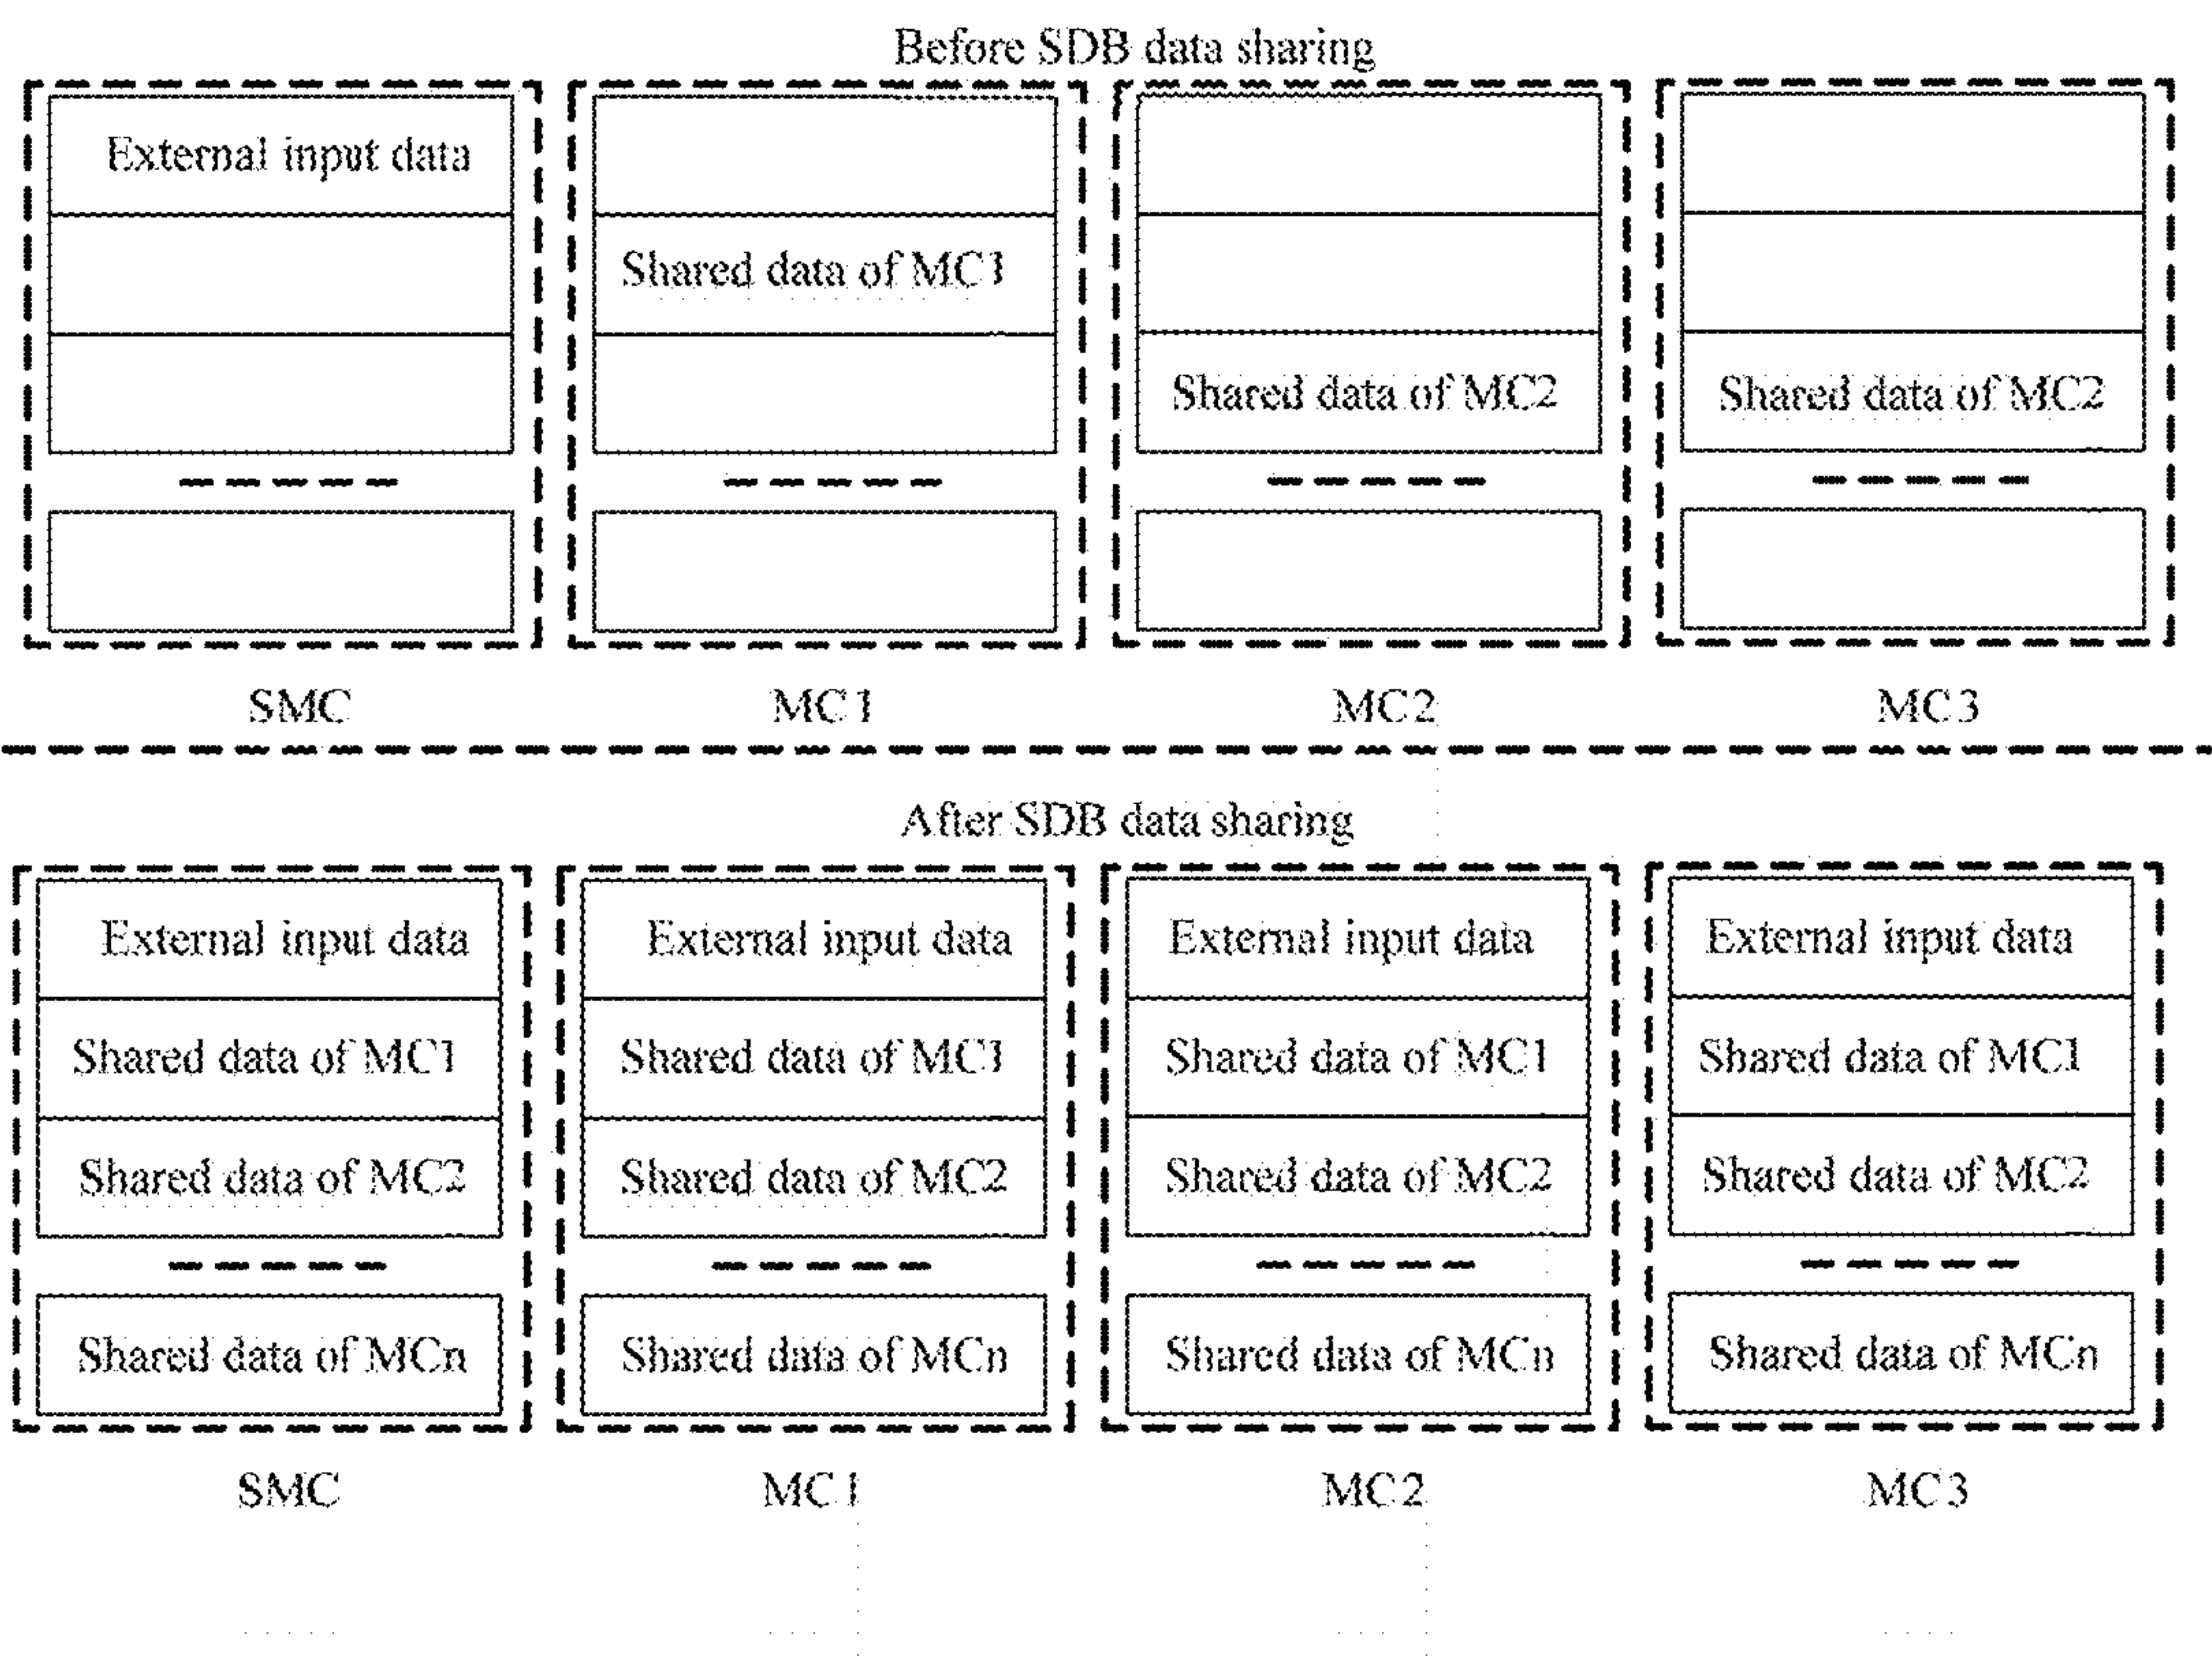 Before SDB data sharing
External input data
Shared data of MC1
Shared data of MC2
Shared data of MC2
SMC
MC1
MC2
MC3
After SDB data sharing
External input data
External input data
External input data
External input data
Shared data of MC1
Shared data of MC1
Shared data of MC1
Shared data of MC1
Shared data of MC2
Shared data of MC2
Shared data of MC2
Shared data of MC2
Shared data of MCn
Shared data of MCn
Shared data of MCn
Shared data of MCn
SMC
MC1
MC2
MC3